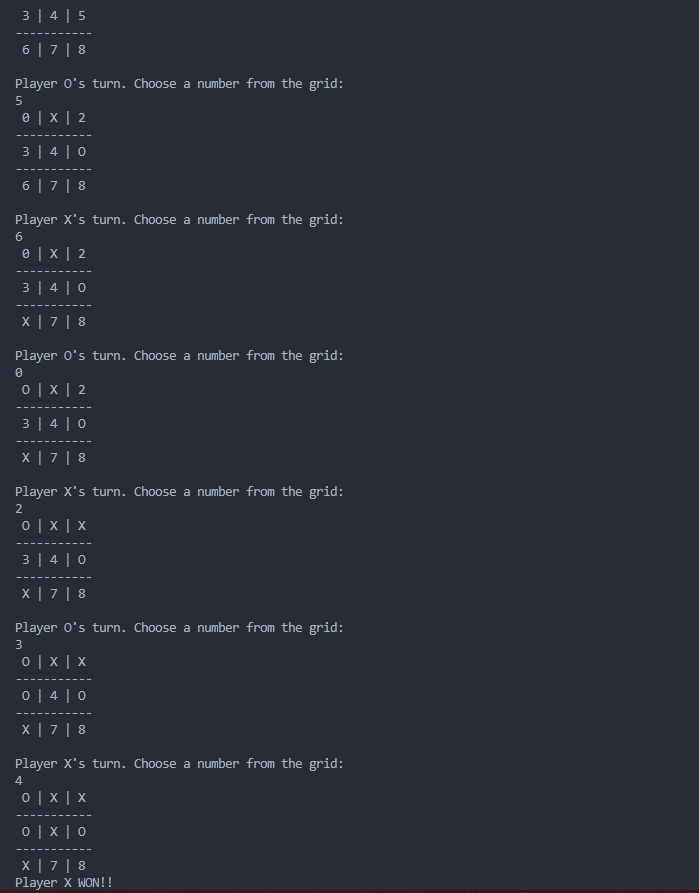 3 | 4 | 5
-----------
 6 | 7 | 8

Player O's turn. Choose a number from the grid:
5
 0 | X | 2
-----------
 3 | 4 | O
-----------
 6 | 7 | 8

Player X's turn. Choose a number from the grid:
6
 0 | X | 2
-----------
 3 | 4 | O
-----------
 X | 7 | 8

Player O's turn. Choose a number from the grid:
0
 O | X | 2
-----------
 3 | 4 | O
-----------
 X | 7 | 8

Player X's turn. Choose a number from the grid:
2
 O | X | X
-----------
 3 | 4 | O
-----------
 X | 7 | 8

Player O's turn. Choose a number from the grid:
3
 O | X | X
-----------
 O | 4 | O
-----------
 X | 7 | 8

Player X's turn. Choose a number from the grid:
4
 O | X | X
-----------
 O | X | O
-----------
 X | 7 | 8
Player X WON!!